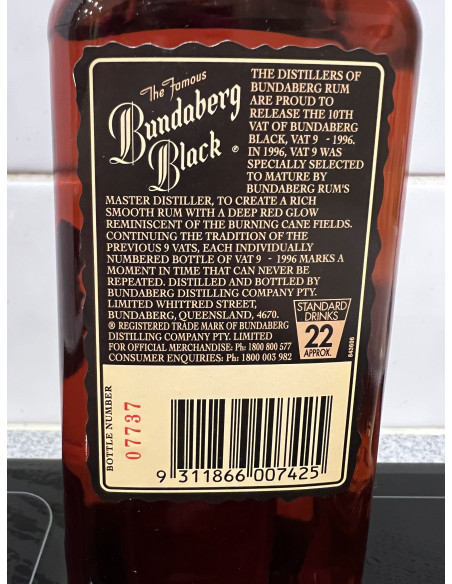 The Famous
Bundaberg
Black ®
THE DISTILLERS OF
BUNDABERG RUM
ARE PROUD TO
RELEASE THE 10TH
VAT OF BUNDABERG
BLACK, VAT 9 - 1996.
IN 1996, VAT 9 WAS
SPECIALLY SELECTED
TO MATURE BY
BUNDABERG RUM'S
MASTER DISTILLER, TO CREATE A RICH
SMOOTH RUM WITH A DEEP RED GLOW
REMINISCENT OF THE BURNING CANE FIELDS.
CONTINUING THE TRADITION OF THE
PREVIOUS 9 VATS, EACH INDIVIDUALLY
NUMBERED BOTTLE OF VAT 9 - 1996 MARKS A
MOMENT IN TIME THAT CAN NEVER BE
REPEATED. DISTILLED AND BOTTLED BY
BUNDABERG DISTILLING COMPANY PTY.
LIMITED WHITTRED STREET,
BUNDABERG, QUEENSLAND, 4670.
® REGISTERED TRADE MARK OF BUNDABERG
DISTILLING COMPANY PTY. LIMITED
FOR OFFICIAL MERCHANDISE: Ph: 1800 800 577
CONSUMER ENQUIRIES: Ph: 1800 003 982
STANDARD
DRINKS
22
APPROX.
BOTTLE NUMBER
07737
9 311866 007425